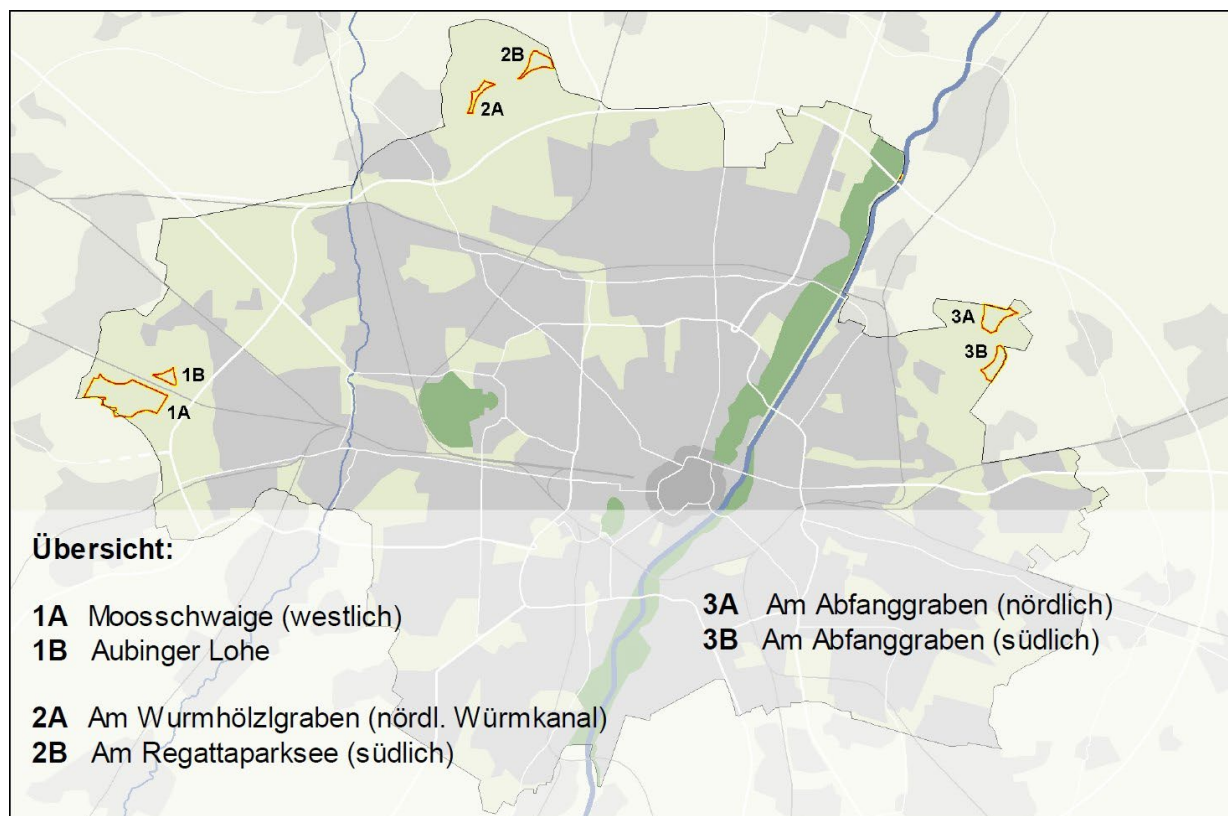 2B
2A
3A
3B
1B
1A
Übersicht:
1A Moosschwaige (westlich)
1B Aubinger Lohe
2A Am Wurmhölzlgraben (nördl. Würmkanal)
2B Am Regattaparksee (südlich)
3A Am Abfanggraben (nördlich)
3B Am Abfanggraben (südlich)